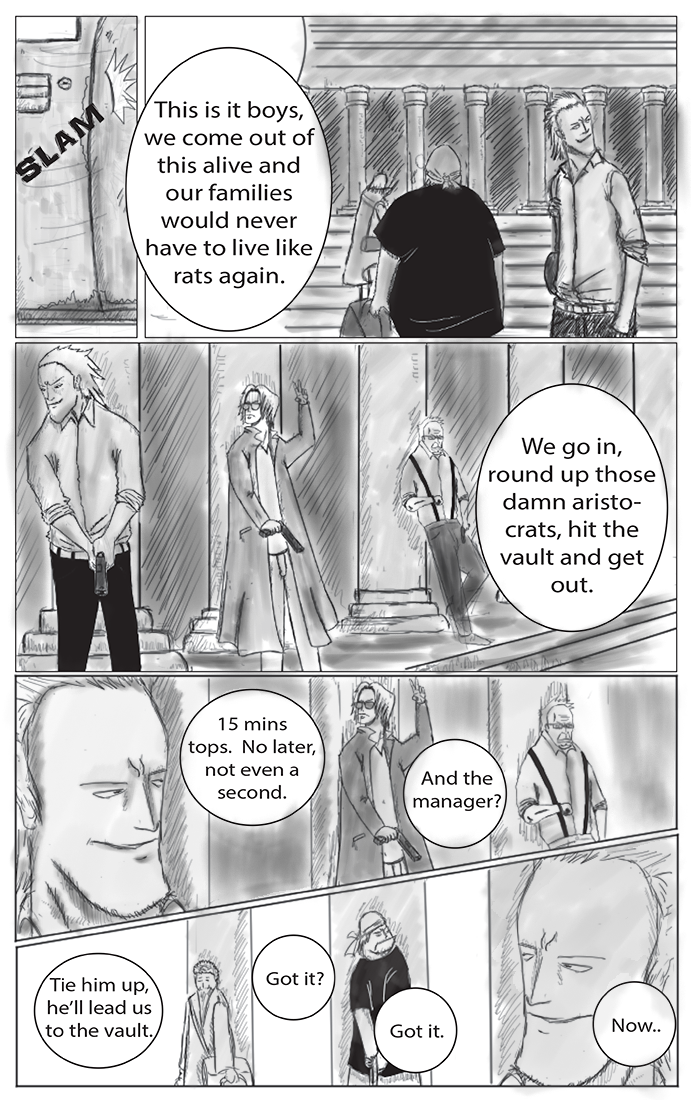 SLAM
This is it boys,
we come out of
this alive and
our families
would never
have to live like
rats again.
We go in,
round up those
damn aristo-
crats, hit the
vault and get
out.
15 mins
tops. No later,
not even a
second.
And the
manager?
Tie him up,
he'll lead us
to the vault.
Got it?
Got it.
Now..